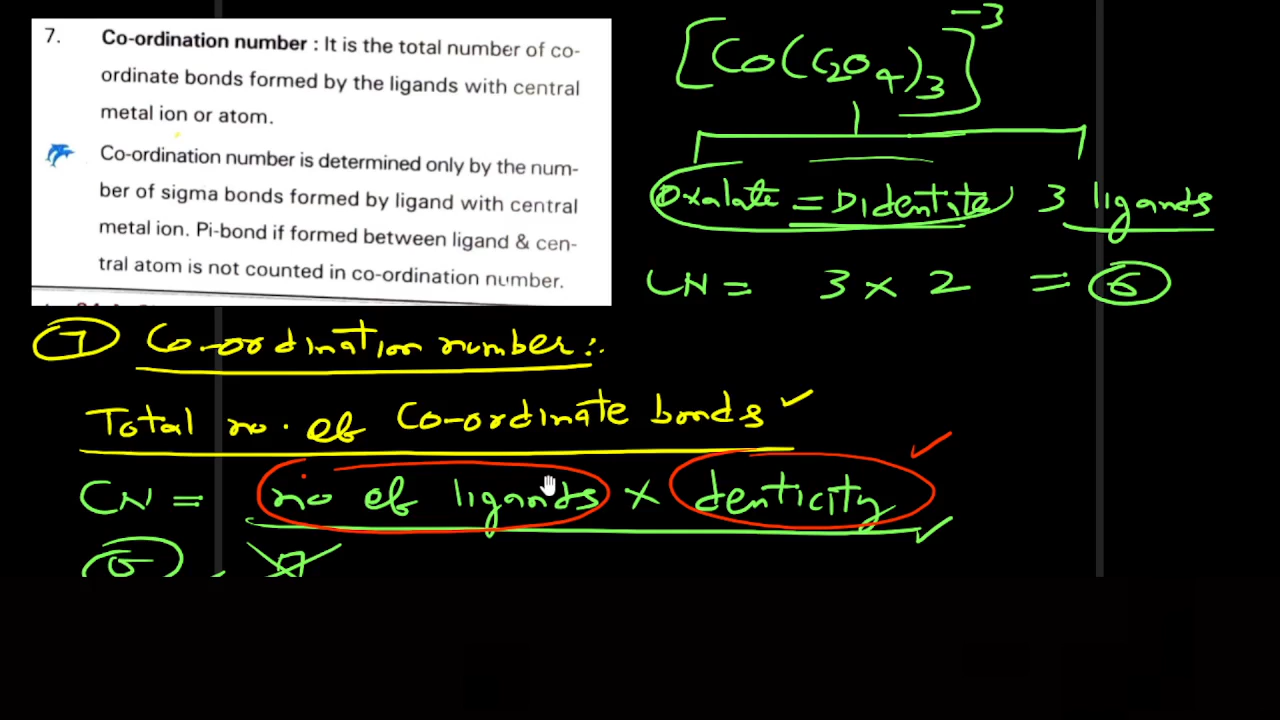 7. Co-ordination number : It is the total number of co-
ordinate bonds formed by the ligands with central
metal ion or atom.
Co-ordination number is determined only by the num-
ber of sigma bonds formed by ligand with central
metal ion. Pi-bond if formed between ligand & cen-
tral atom is not counted in co-ordination number.
[Co(C2O4)3]^-3
Oxalate = Didentate 3 ligands
CN = 3 x 2 = 6
7 Co-ordination number :.
Total no. of Co-ordinate bonds ✓
CN = no of ligands x denticity ✓